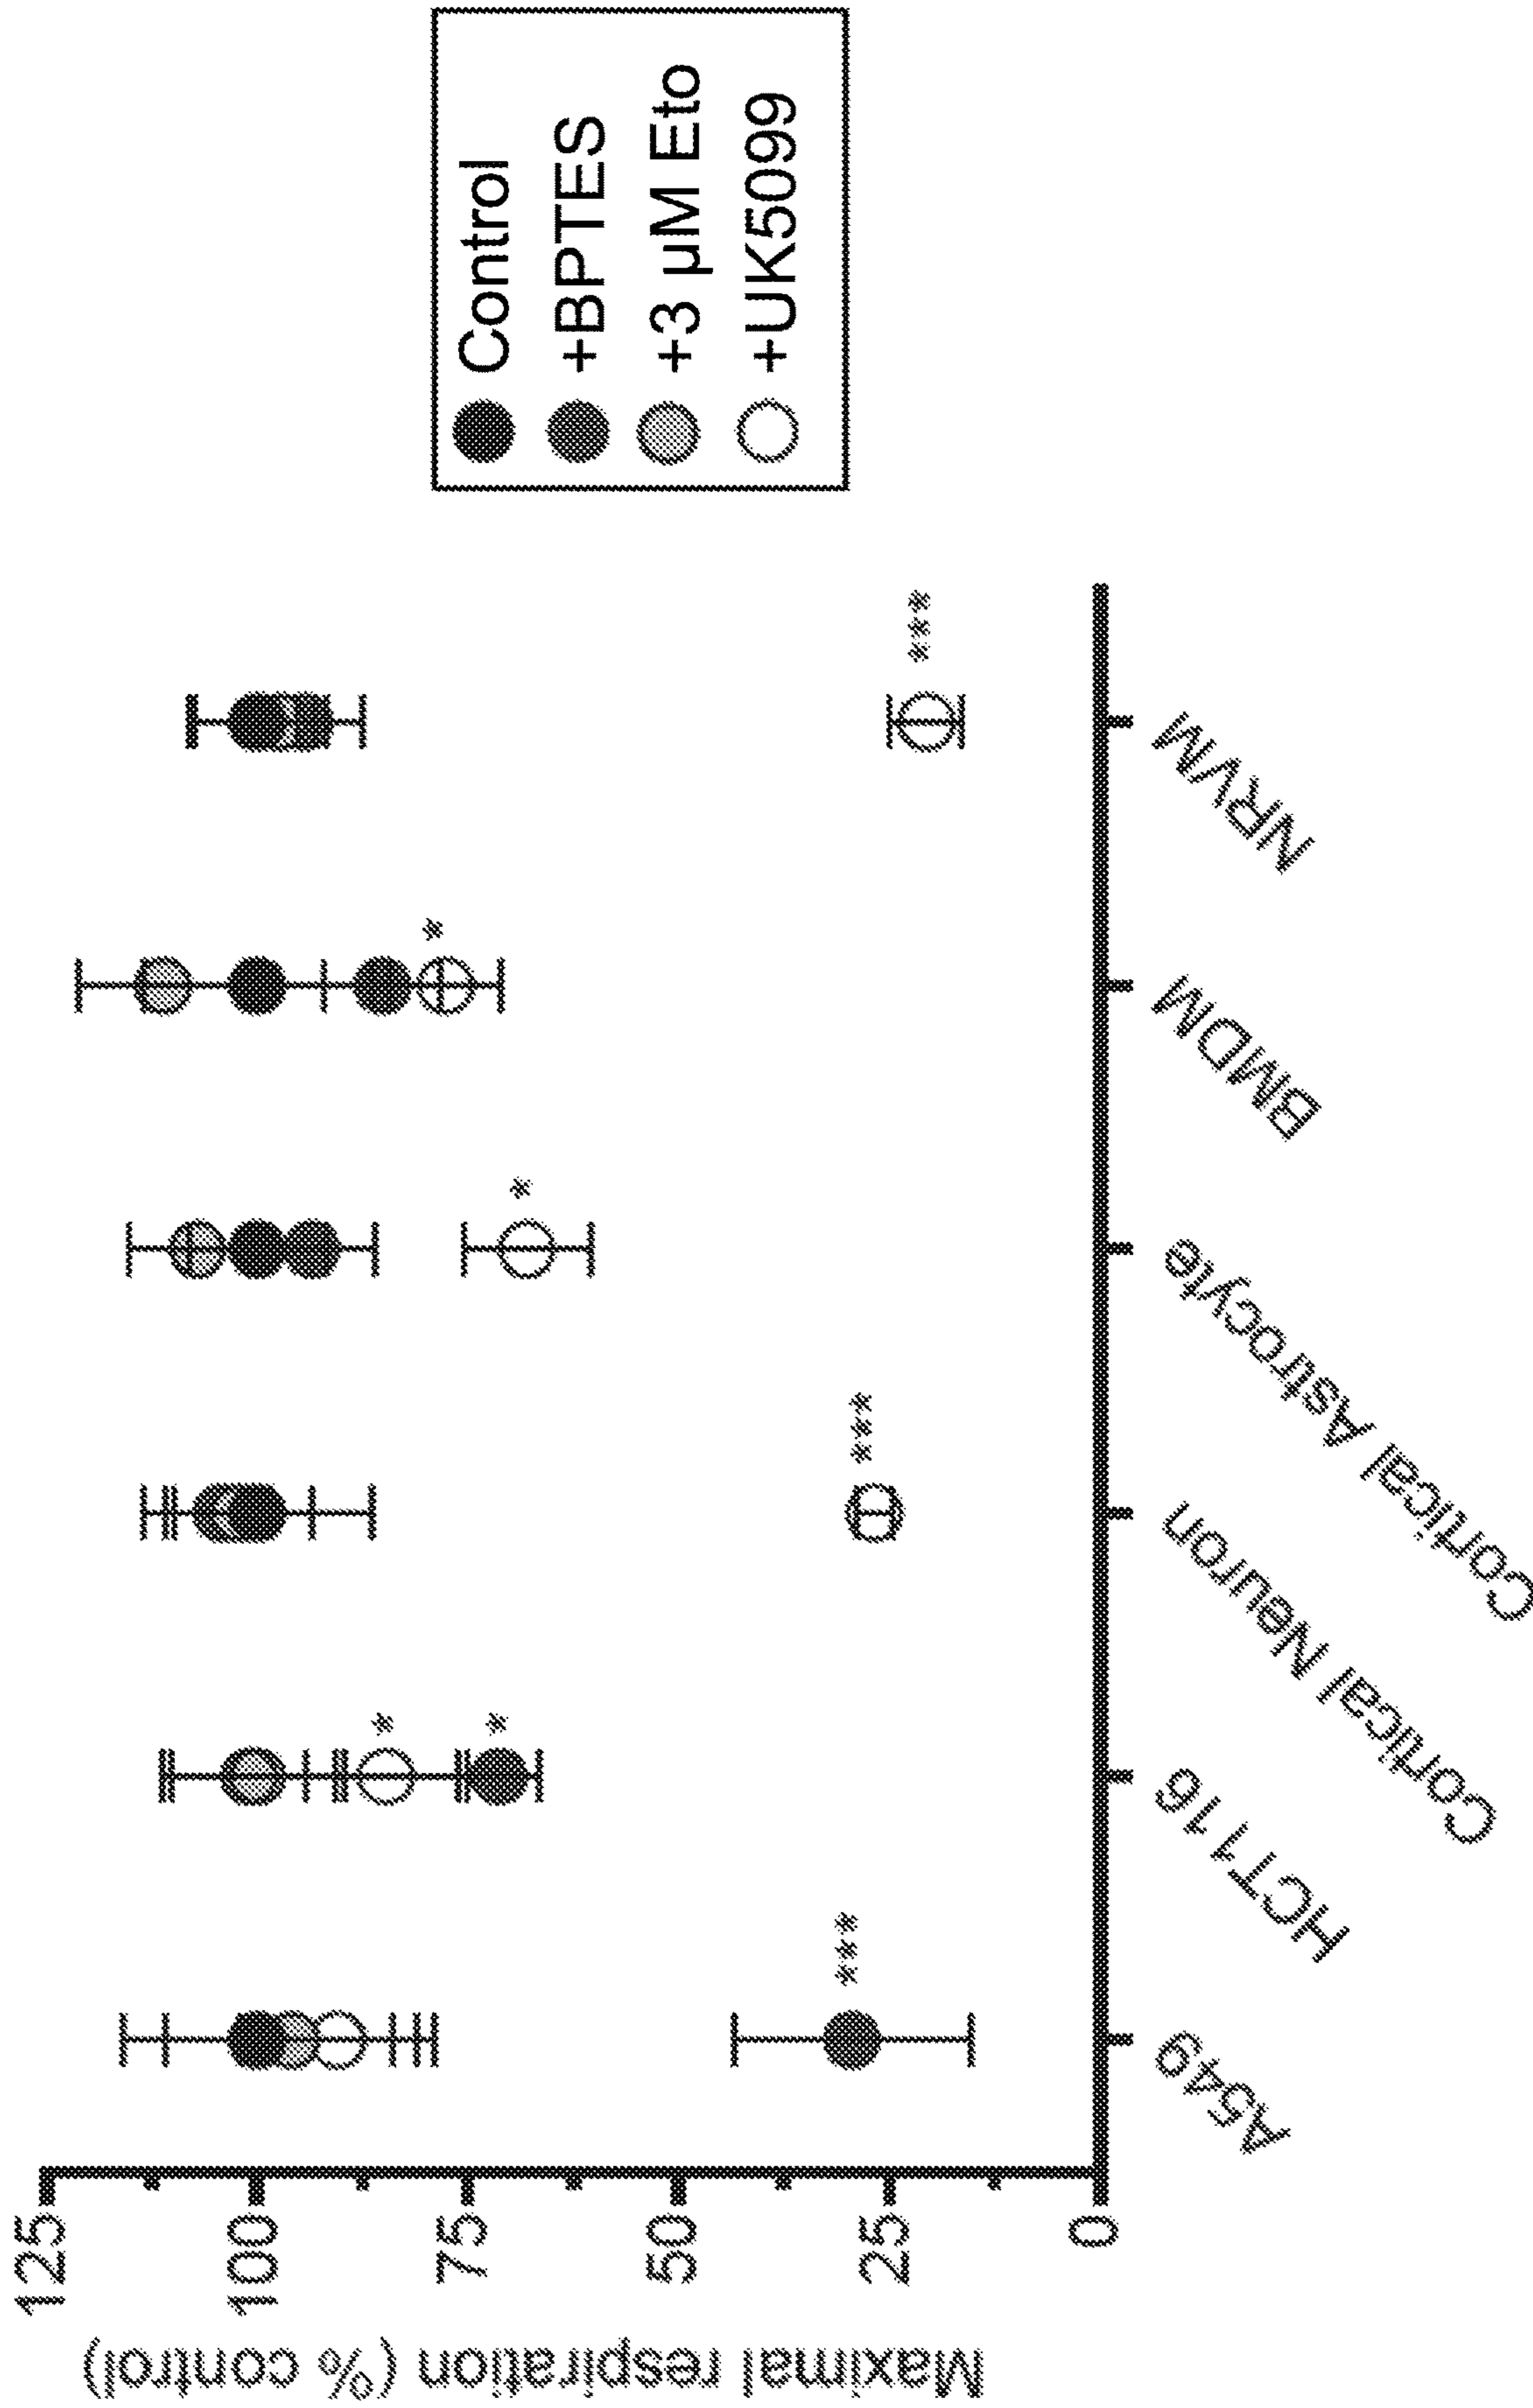 Maximal respiration (% control)
125
100
75
50
25
0
***
*
*
***
*
*
***
A549
HCT116
Cortical Neuron
Cortical Astrocyte
BMDM
NRVM
Control
+BPTES
+3 µM Eto
+UK5099